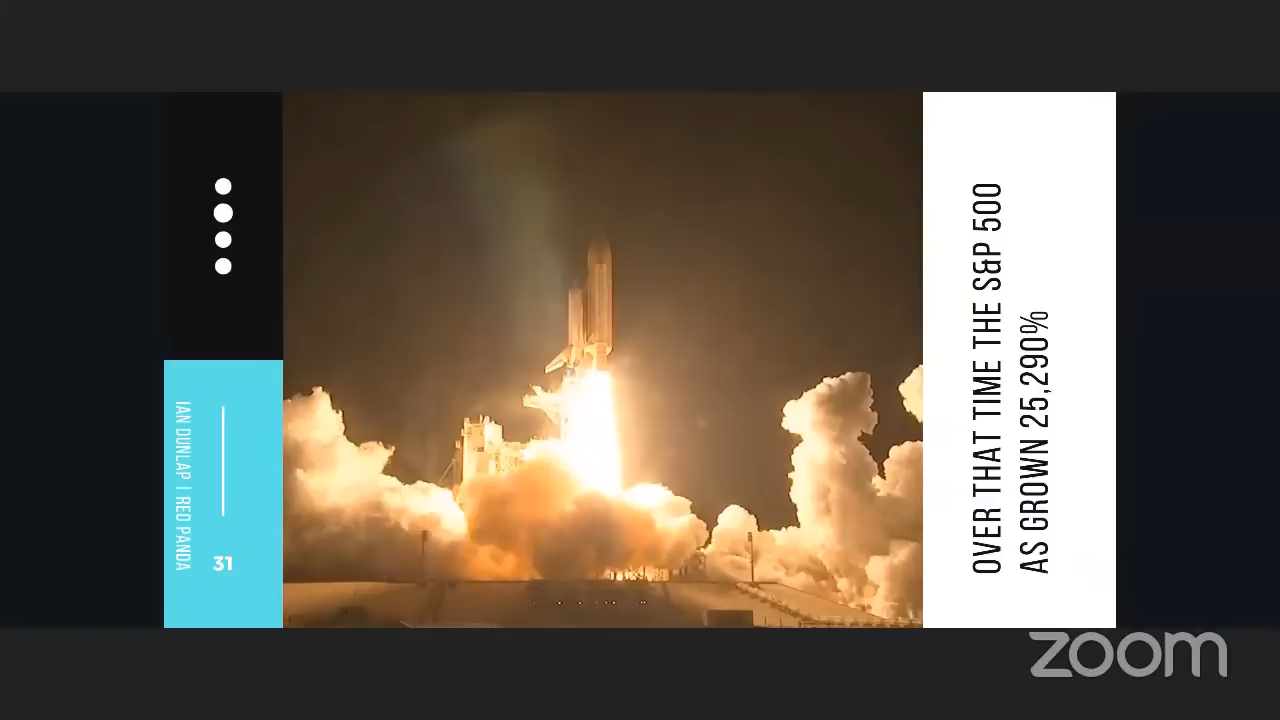 IAN DUNLAP | RED PANDA
31
OVER THAT TIME THE S&P 500
AS GROWN 25,290%
zoom